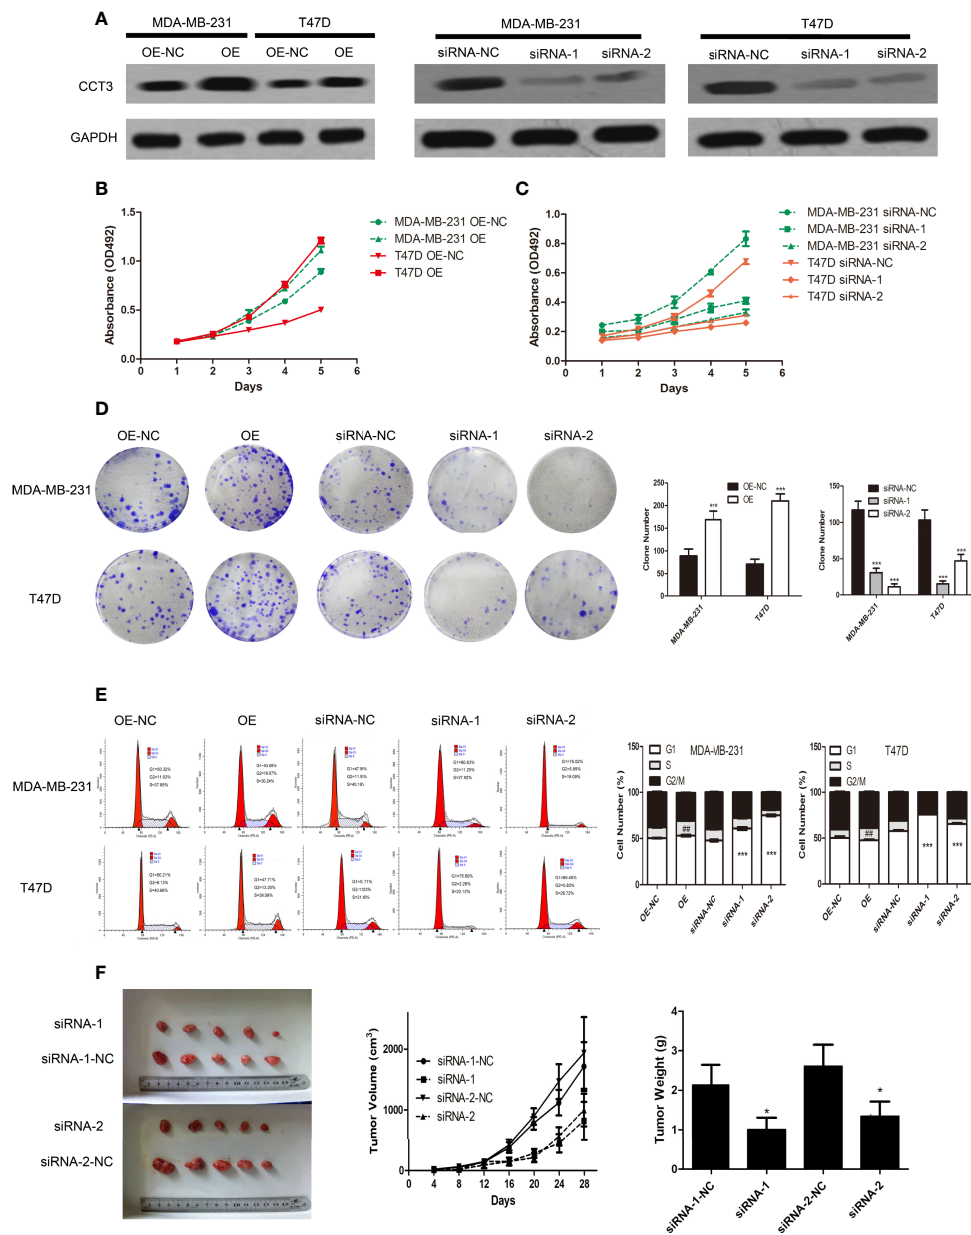 A
MDA-MB-231 T47D
OE-NC OE OE-NC OE
MDA-MB-231
siRNA-NC siRNA-1 siRNA-2
T47D
siRNA-NC siRNA-1 siRNA-2
CCT3
GAPDH
B
Absorbance (OD492)
1.5
1.0
0.5
0.0
0 1 2 3 4 5 6
Days
MDA-MB-231 OE-NC
MDA-MB-231 OE
T47D OE-NC
T47D OE
C
Absorbance (OD492)
1.0
0.8
0.6
0.4
0.2
0.0
0 1 2 3 4 5 6
Days
MDA-MB-231 siRNA-NC
MDA-MB-231 siRNA-1
MDA-MB-231 siRNA-2
T47D siRNA-NC
T47D siRNA-1
T47D siRNA-2
D
OE-NC OE siRNA-NC siRNA-1 siRNA-2
MDA-MB-231
T47D
Clone Number
250
200
150
100
50
0
OE-NC
OE
***
***
MDA-MB-231 T47D
Clone Number
150
100
50
0
siRNA-NC
siRNA-1
siRNA-2
*** *** *** ***
MDA-MB-231 T47D
E
OE-NC OE siRNA-NC siRNA-1 siRNA-2
MDA-MB-231
T47D
Cell Number (%)
150
100
50
0
G1
S
G2/M
MDA-MB-231
## *** ***
OE-NC OE siRNA-NC siRNA-1 siRNA-2
Cell Number (%)
150
100
50
0
G1
S
G2/M
T47D
## *** ***
OE-NC OE siRNA-NC siRNA-1 siRNA-2
F
siRNA-1
siRNA-1-NC
siRNA-2
siRNA-2-NC
Tumor Volume (cm³)
2000
1000
0
0 4 8 12 16 20 24 28
Days
siRNA-1-NC
siRNA-1
siRNA-2-NC
siRNA-2
Tumor Weight (g)
4
3
2
1
0
* *
siRNA-1-NC siRNA-1 siRNA-2-NC siRNA-2